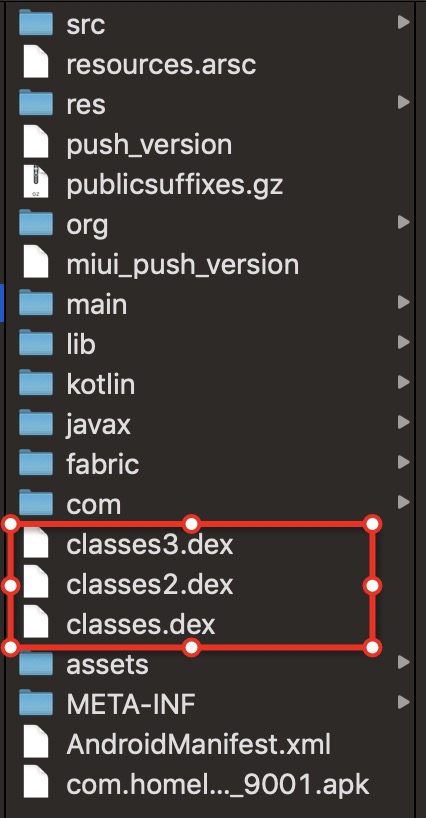 src
resources.arsc
res
push_version
publicsuffixes.gz
org
miui_push_version
main
lib
kotlin
javax
fabric
com
classes3.dex
classes2.dex
classes.dex
assets
META-INF
AndroidManifest.xml
com.homel..._9001.apk